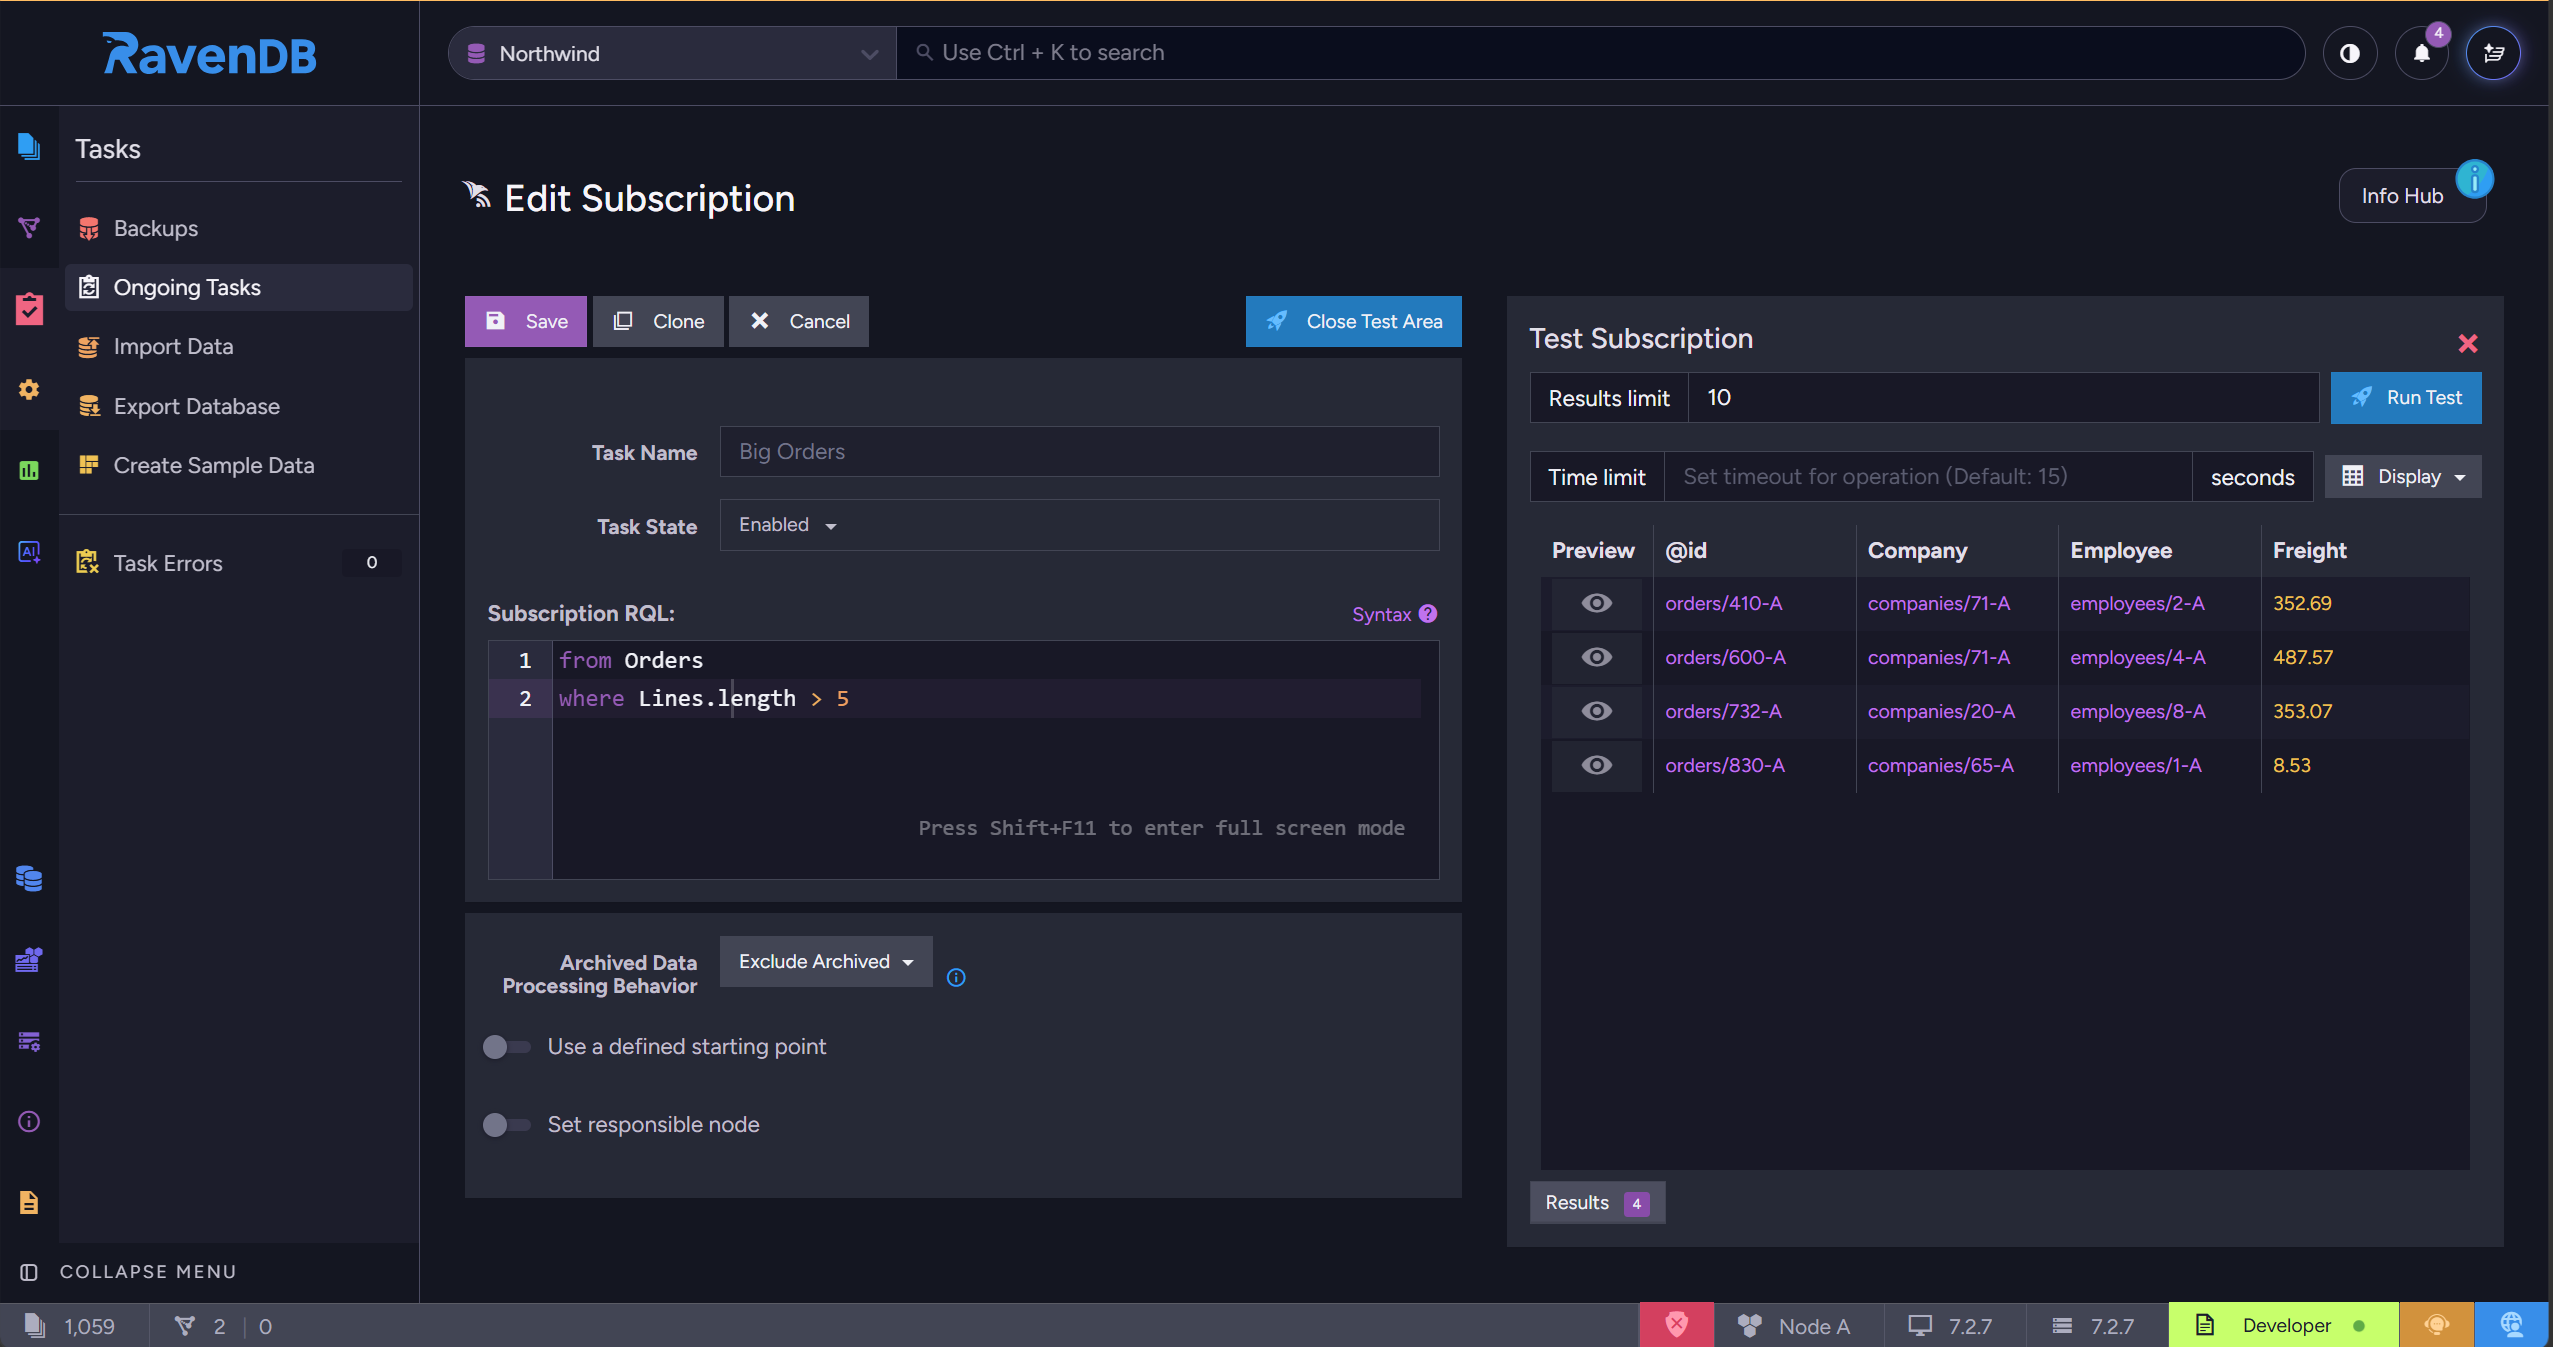 RavenDB
Northwind
Use Ctrl + K to search
4
Tasks
Backups
Ongoing Tasks
Import Data
Export Database
Create Sample Data
Task Errors
0
AI
COLLAPSE MENU
Edit Subscription
Info Hub
Save
Clone
Cancel
Close Test Area
Task Name
Big Orders
Task State
Enabled
Subscription RQL:
Syntax ?
1 from Orders
2 where Lines.length > 5
Press Shift+F11 to enter full screen mode
Archived Data
Processing Behavior
Exclude Archived
Use a defined starting point
Set responsible node
Test Subscription
Results limit 10
Run Test
Time limit Set timeout for operation (Default: 15) seconds
Display
Preview @id Company Employee Freight
orders/410-A companies/71-A employees/2-A 352.69
orders/600-A companies/71-A employees/4-A 487.57
orders/732-A companies/20-A employees/8-A 353.07
orders/830-A companies/65-A employees/1-A 8.53
Results 4
1,059
2 | 0
Node A
7.2.7
7.2.7
Developer